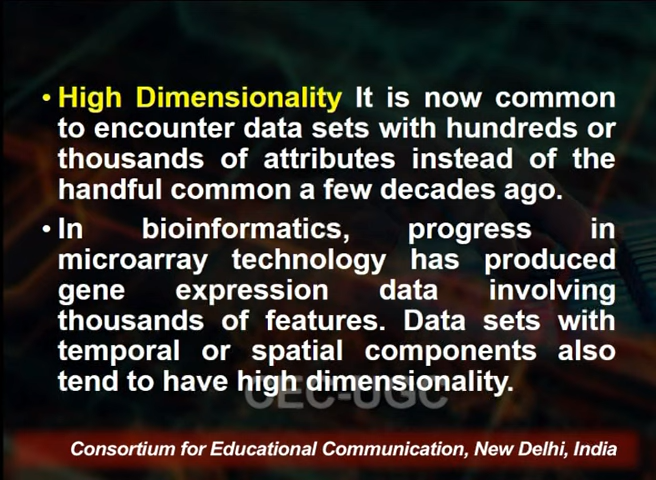 • High Dimensionality It is now common
to encounter data sets with hundreds or
thousands of attributes instead of the
handful common a few decades ago.
• In bioinformatics, progress in
microarray technology has produced
gene expression data involving
thousands of features. Data sets with
temporal or spatial components also
tend to have high dimensionality.
CEC-UGC
Consortium for Educational Communication, New Delhi, India